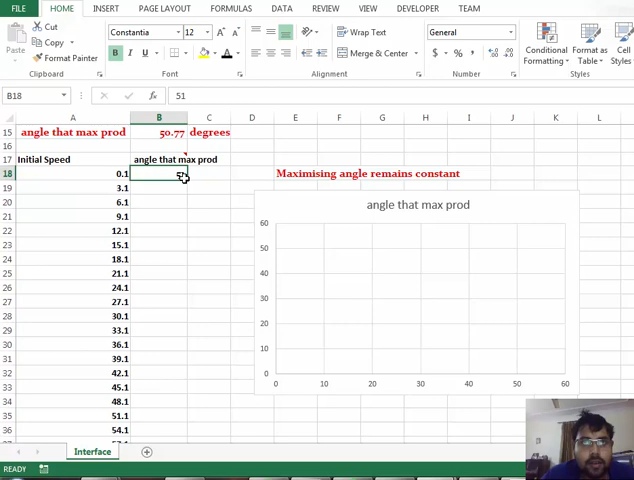 FILE HOME INSERT PAGE LAYOUT FORMULAS DATA REVIEW VIEW DEVELOPER TEAM
Cut Constantia 12 A A Wrap Text General
Copy
Paste Format Painter B I U A Merge & Center $ % , Conditional Formatting Format as Table Cell Styles
Clipboard Font Alignment Number Styles
B18 fx 51
A B C D E F G H I J K L
15 angle that max prod 50.77 degrees
16
17 Initial Speed angle that max prod
18 0.1 Maximising angle remains constant
19 3.1
20 6.1 angle that max prod
21 9.1 60
22 12.1
23 15.1 50
24 18.1
25 21.1 40
26 24.1
27 27.1 30
28 30.1
29 33.1 20
30 36.1
31 39.1 10
32 42.1 0
33 45.1 0 10 20 30 40 50 60
34 48.1
35 51.1
36 54.1
Interface
READY